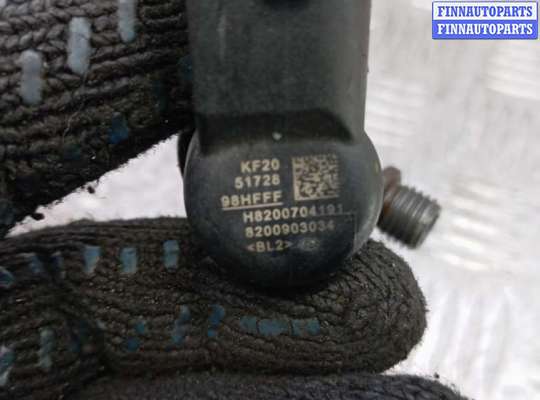 FINNAUTOPARTS
FINNAUTOPARTS
KF20
51728
98HFFF
H8200704191
8200903034
<BL2>